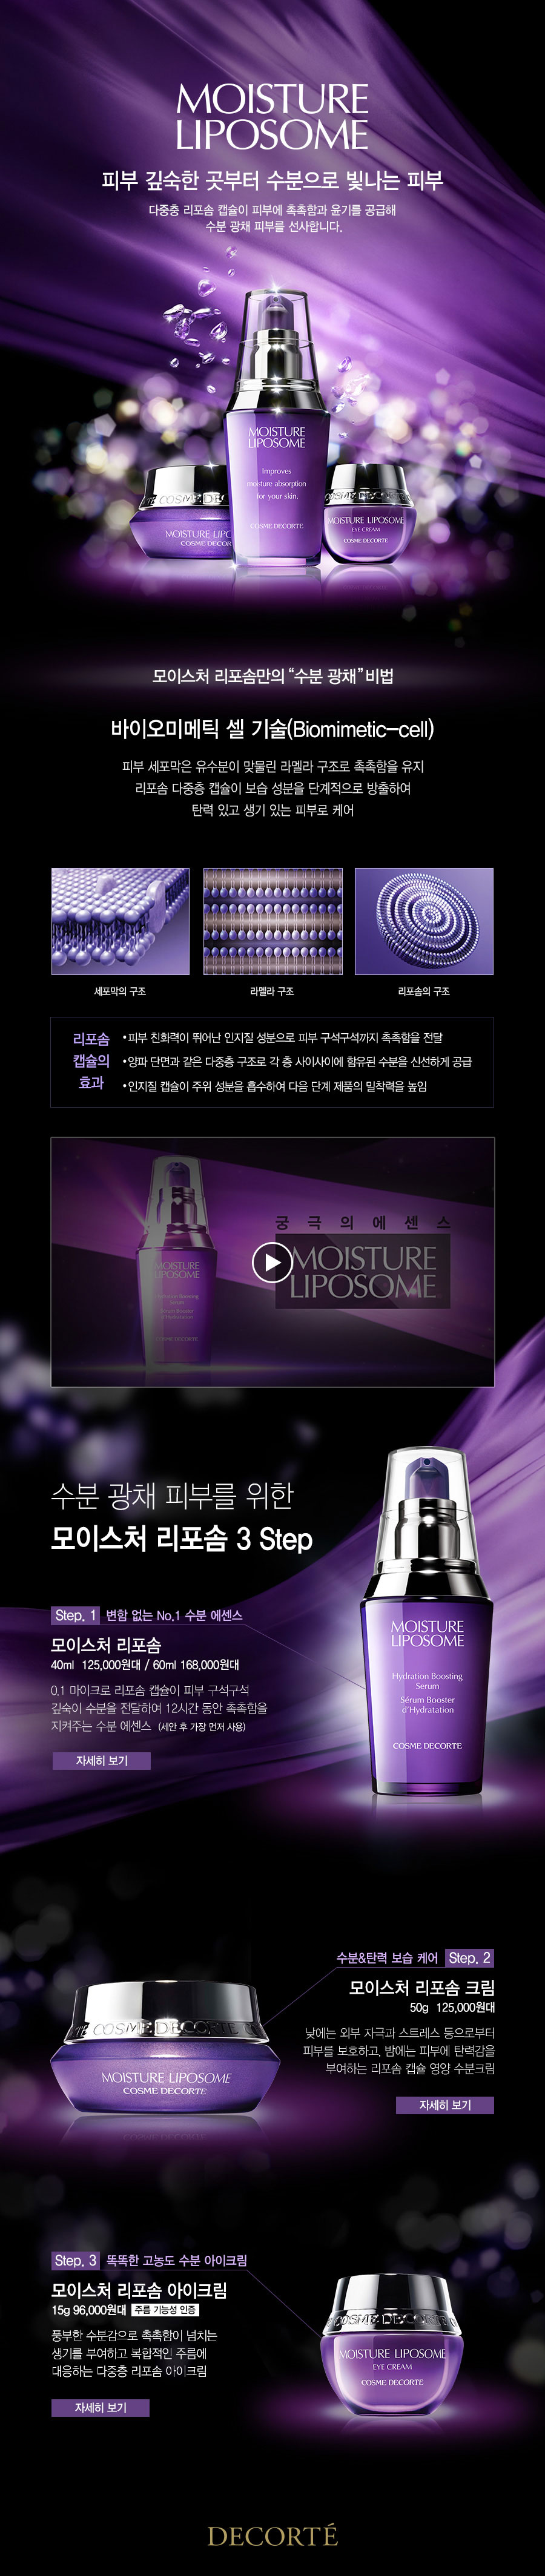 MOISTURE
LIPOSOME
피부 깊숙한 곳부터 수분으로 빛나는 피부
다중충 리포솜 캡슐이 피부에 촉촉함과 윤기를 공급해
수분 광채 피부를 선사합니다.
MOISTURE
LIPOSOME
Improves
moisture absorption
for your skin.
COSME DECORTE
MOISTURE LIPO
COSME DECOR
MOISTURE LIPOSOME
EYE CREAM
COSME DECORTE
모이스처 리포솜만의 “수분 광채” 비법
바이오미메틱 셀 기술(Biomimetic-cell)
피부 세포막은 유수분이 맞물린 라멜라 구조로 촉촉함을 유지
리포솜 다중층 캡슐이 보습 성분을 단계적으로 방출하여
탄력 있고 생기 있는 피부로 케어
세포막의 구조
라멜라 구조
리포솜의 구조
리포솜
캡슐의
효과
•피부 친화력이 뛰어난 인지질 성분으로 피부 구석구석까지 촉촉함을 전달
•양파 단면과 같은 다중층 구조로 각 층 사이사이에 함유된 수분을 신선하게 공급
•인지질 캡슐이 주위 성분을 흡수하여 다음 단계 제품의 밀착력을 높임
궁극의에센스
MOISTURE
LIPOSOME
MOISTURE
LIPOSOME
Hydration Boosting
Serum
Sérum Booster
d'Hydratation
COSME DECORTE
수분 광채 피부를 위한
모이스처 리포솜 3 Step
Step. 1 변함 없는 No.1 수분 에센스
모이스처 리포솜
40ml 125,000원대 / 60ml 168,000원대
0.1 마이크로 리포솜 캡슐이 피부 구석구석
깊숙이 수분을 전달하여 12시간 동안 촉촉함을
지켜주는 수분 에센스 (세안 후 가장 먼저 사용)
자세히 보기
MOISTURE
LIPOSOME
Hydration Boosting
Serum
Sérum Booster
d'Hydratation
COSME DECORTE
수분&탄력 보습 케어 Step. 2
모이스처 리포솜 크림
50g 125,000원대
낮에는 외부 자극과 스트레스 등으로부터
피부를 보호하고, 밤에는 피부에 탄력감을
부여하는 리포솜 캡슐 영양 수분크림
자세히 보기
COSME DECORTE
MOISTURE LIPOSOME
COSME DECORTE
Step. 3 똑똑한 고농도 수분 아이크림
모이스처 리포솜 아이크림
15g 96,000원대 주름 기능성 인증
풍부한 수분감으로 촉촉함이 넘치는
생기를 부여하고 복합적인 주름에
대응하는 다중층 리포솜 아이크림
자세히 보기
COSME DECORTE
MOISTURE LIPOSOME
EYE CREAM
COSME DECORTE
DECORTÉ